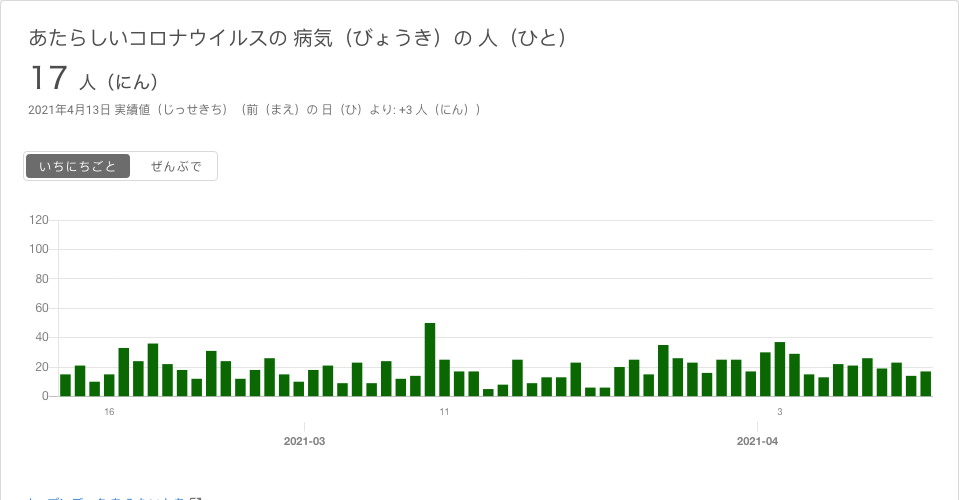 あたらしいコロナウイルスの 病気（びょうき）の 人（ひと）
17 人（にん）
2021年4月13日 実績値（じっせきち）（前（まえ）の 日（ひ）より: +3 人（にん））
いちにちごと ぜんぶで
120
100
80
60
40
20
0
16 11 3
2021-03 2021-04